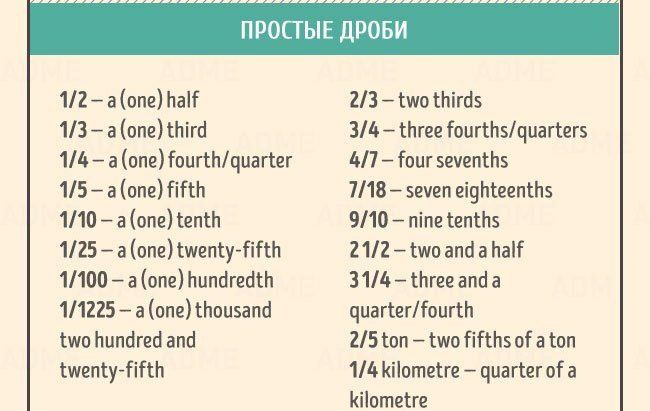 ПРОСТЫЕ ДРОБИ
1/2 – a (one) half
1/3 – a (one) third
1/4 – a (one) fourth/quarter
1/5 – a (one) fifth
1/10 – a (one) tenth
1/25 – a (one) twenty-fifth
1/100 – a (one) hundredth
1/1225 – a (one) thousand
two hundred and
twenty-fifth
2/3 – two thirds
3/4 – three fourths/quarters
4/7 – four sevenths
7/18 – seven eighteenths
9/10 – nine tenths
2 1/2 – two and a half
3 1/4 – three and a
quarter/fourth
2/5 ton – two fifths of a ton
1/4 kilometre – quarter of a
kilometre